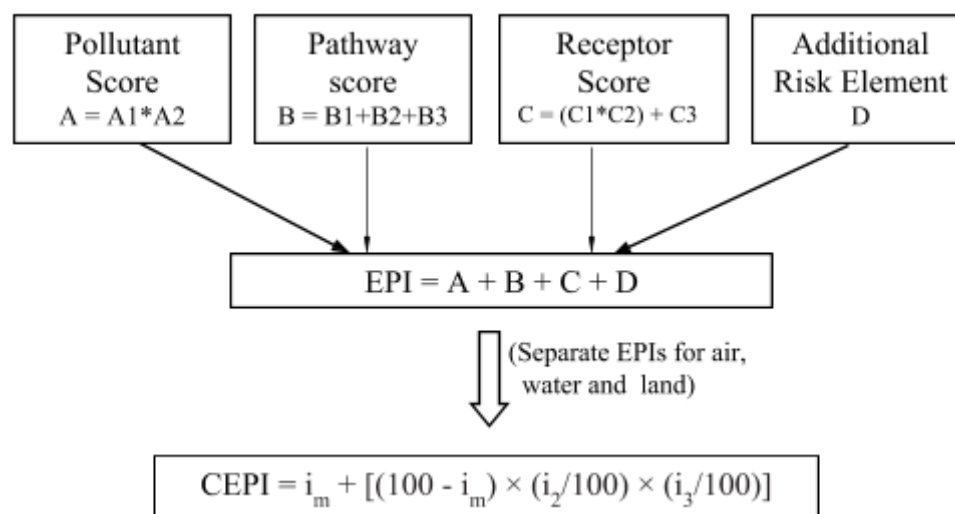 Pollutant
Score
A = A1*A2
Pathway
score
B = B1+B2+B3
Receptor
Score
C = (C1*C2) + C3
Additional
Risk Element
D
EPI = A + B + C + D
(Separate EPIs for air,
water and land)
CEPI = iₘ + [(100 - iₘ) × (i₂/100) × (i₃/100)]